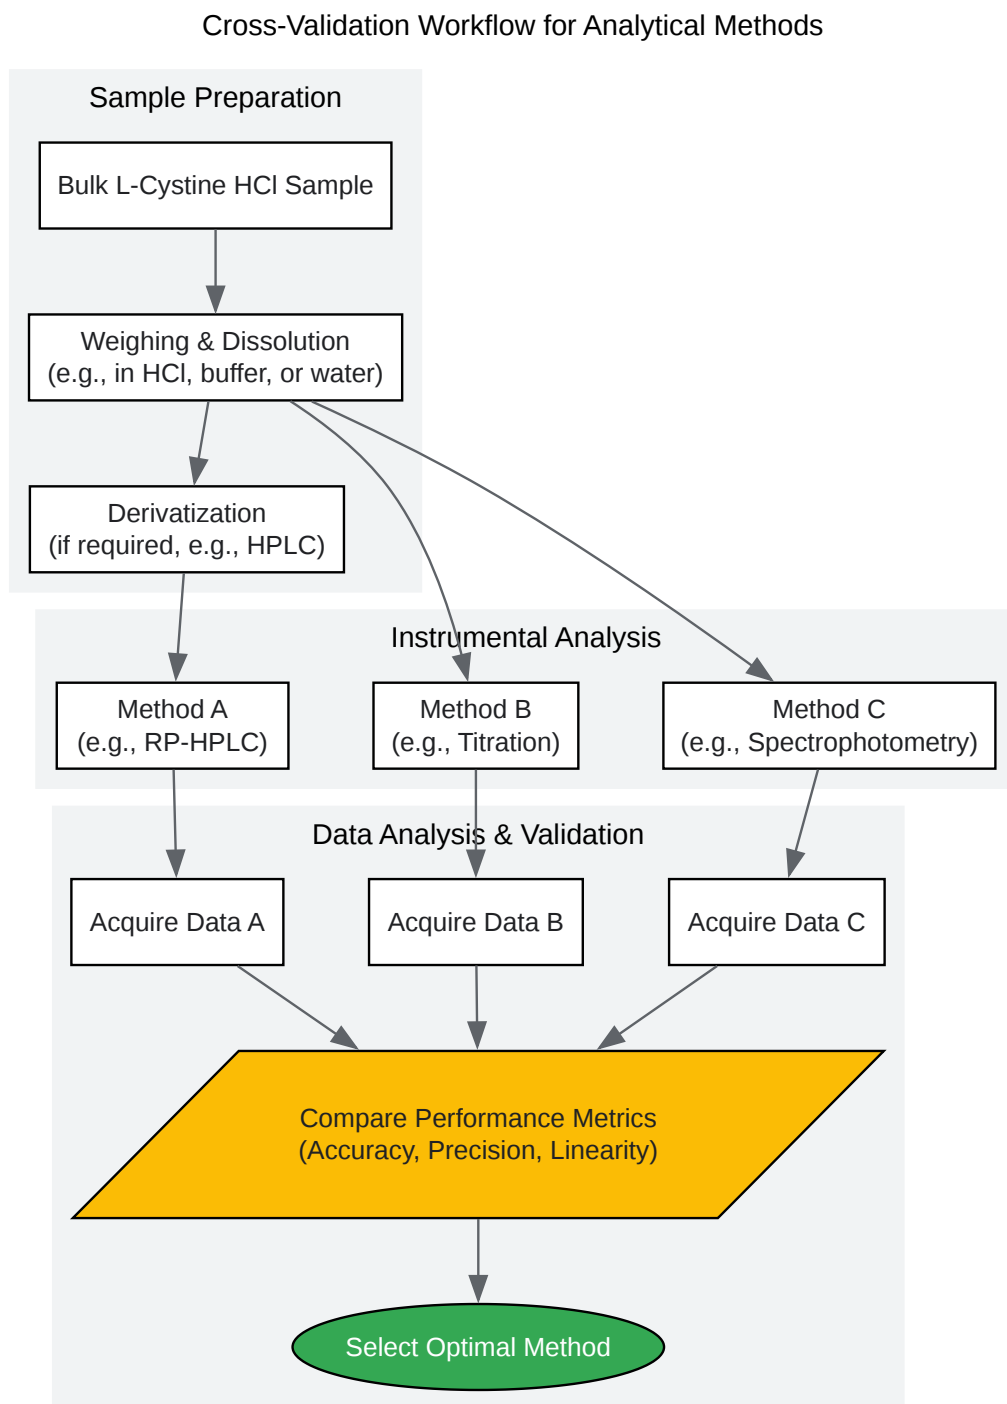 Cross-Validation Workflow for Analytical Methods
Sample Preparation
Bulk L-Cystine HCl Sample
Weighing & Dissolution
(e.g., in HCl, buffer, or water)
Derivatization
(if required, e.g., HPLC)
Instrumental Analysis
Method A
(e.g., RP-HPLC)
Method B
(e.g., Titration)
Method C
(e.g., Spectrophotometry)
Data Analysis & Validation
Acquire Data A
Acquire Data B
Acquire Data C
Compare Performance Metrics
(Accuracy, Precision, Linearity)
Select Optimal Method